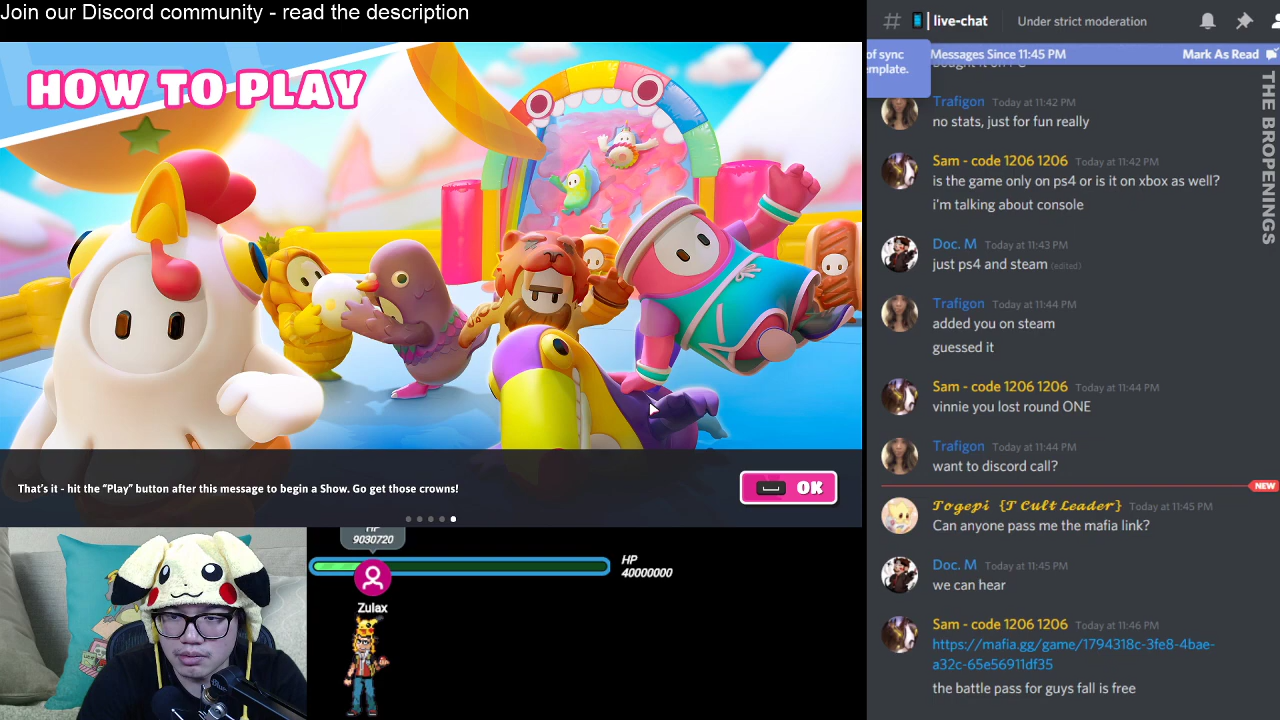 Join our Discord community - read the description
HOW TO PLAY
That's it - hit the "Play" button after this message to begin a Show. Go get those crowns!
OK
HP
9030720
HP
40000000
Zulax
live-chat
Under strict moderation
of sync
Messages Since 11:45 PM
Mark As Read
THE BROPENINGS
Trafigon Today at 11:42 PM
no stats, just for fun really
Sam - code 1206 1206 Today at 11:42 PM
is the game only on ps4 or is it on xbox as well?
i'm talking about console
Doc. M Today at 11:43 PM
just ps4 and steam (edited)
Trafigon Today at 11:44 PM
added you on steam
guessed it
Sam - code 1206 1206 Today at 11:44 PM
vinnie you lost round ONE
Trafigon Today at 11:44 PM
want to discord call?
NEW
𝓣𝓸𝓰𝓮𝓹𝓲 {𝓣 𝓒𝓾𝓵𝓽 𝓛𝓮𝓪𝓭𝓮𝓻} Today at 11:45 PM
Can anyone pass me the mafia link?
Doc. M Today at 11:45 PM
we can hear
Sam - code 1206 1206 Today at 11:46 PM
https://mafia.gg/game/1794318c-3fe8-4bae-
a32c-65e56911df35
the battle pass for guys fall is free